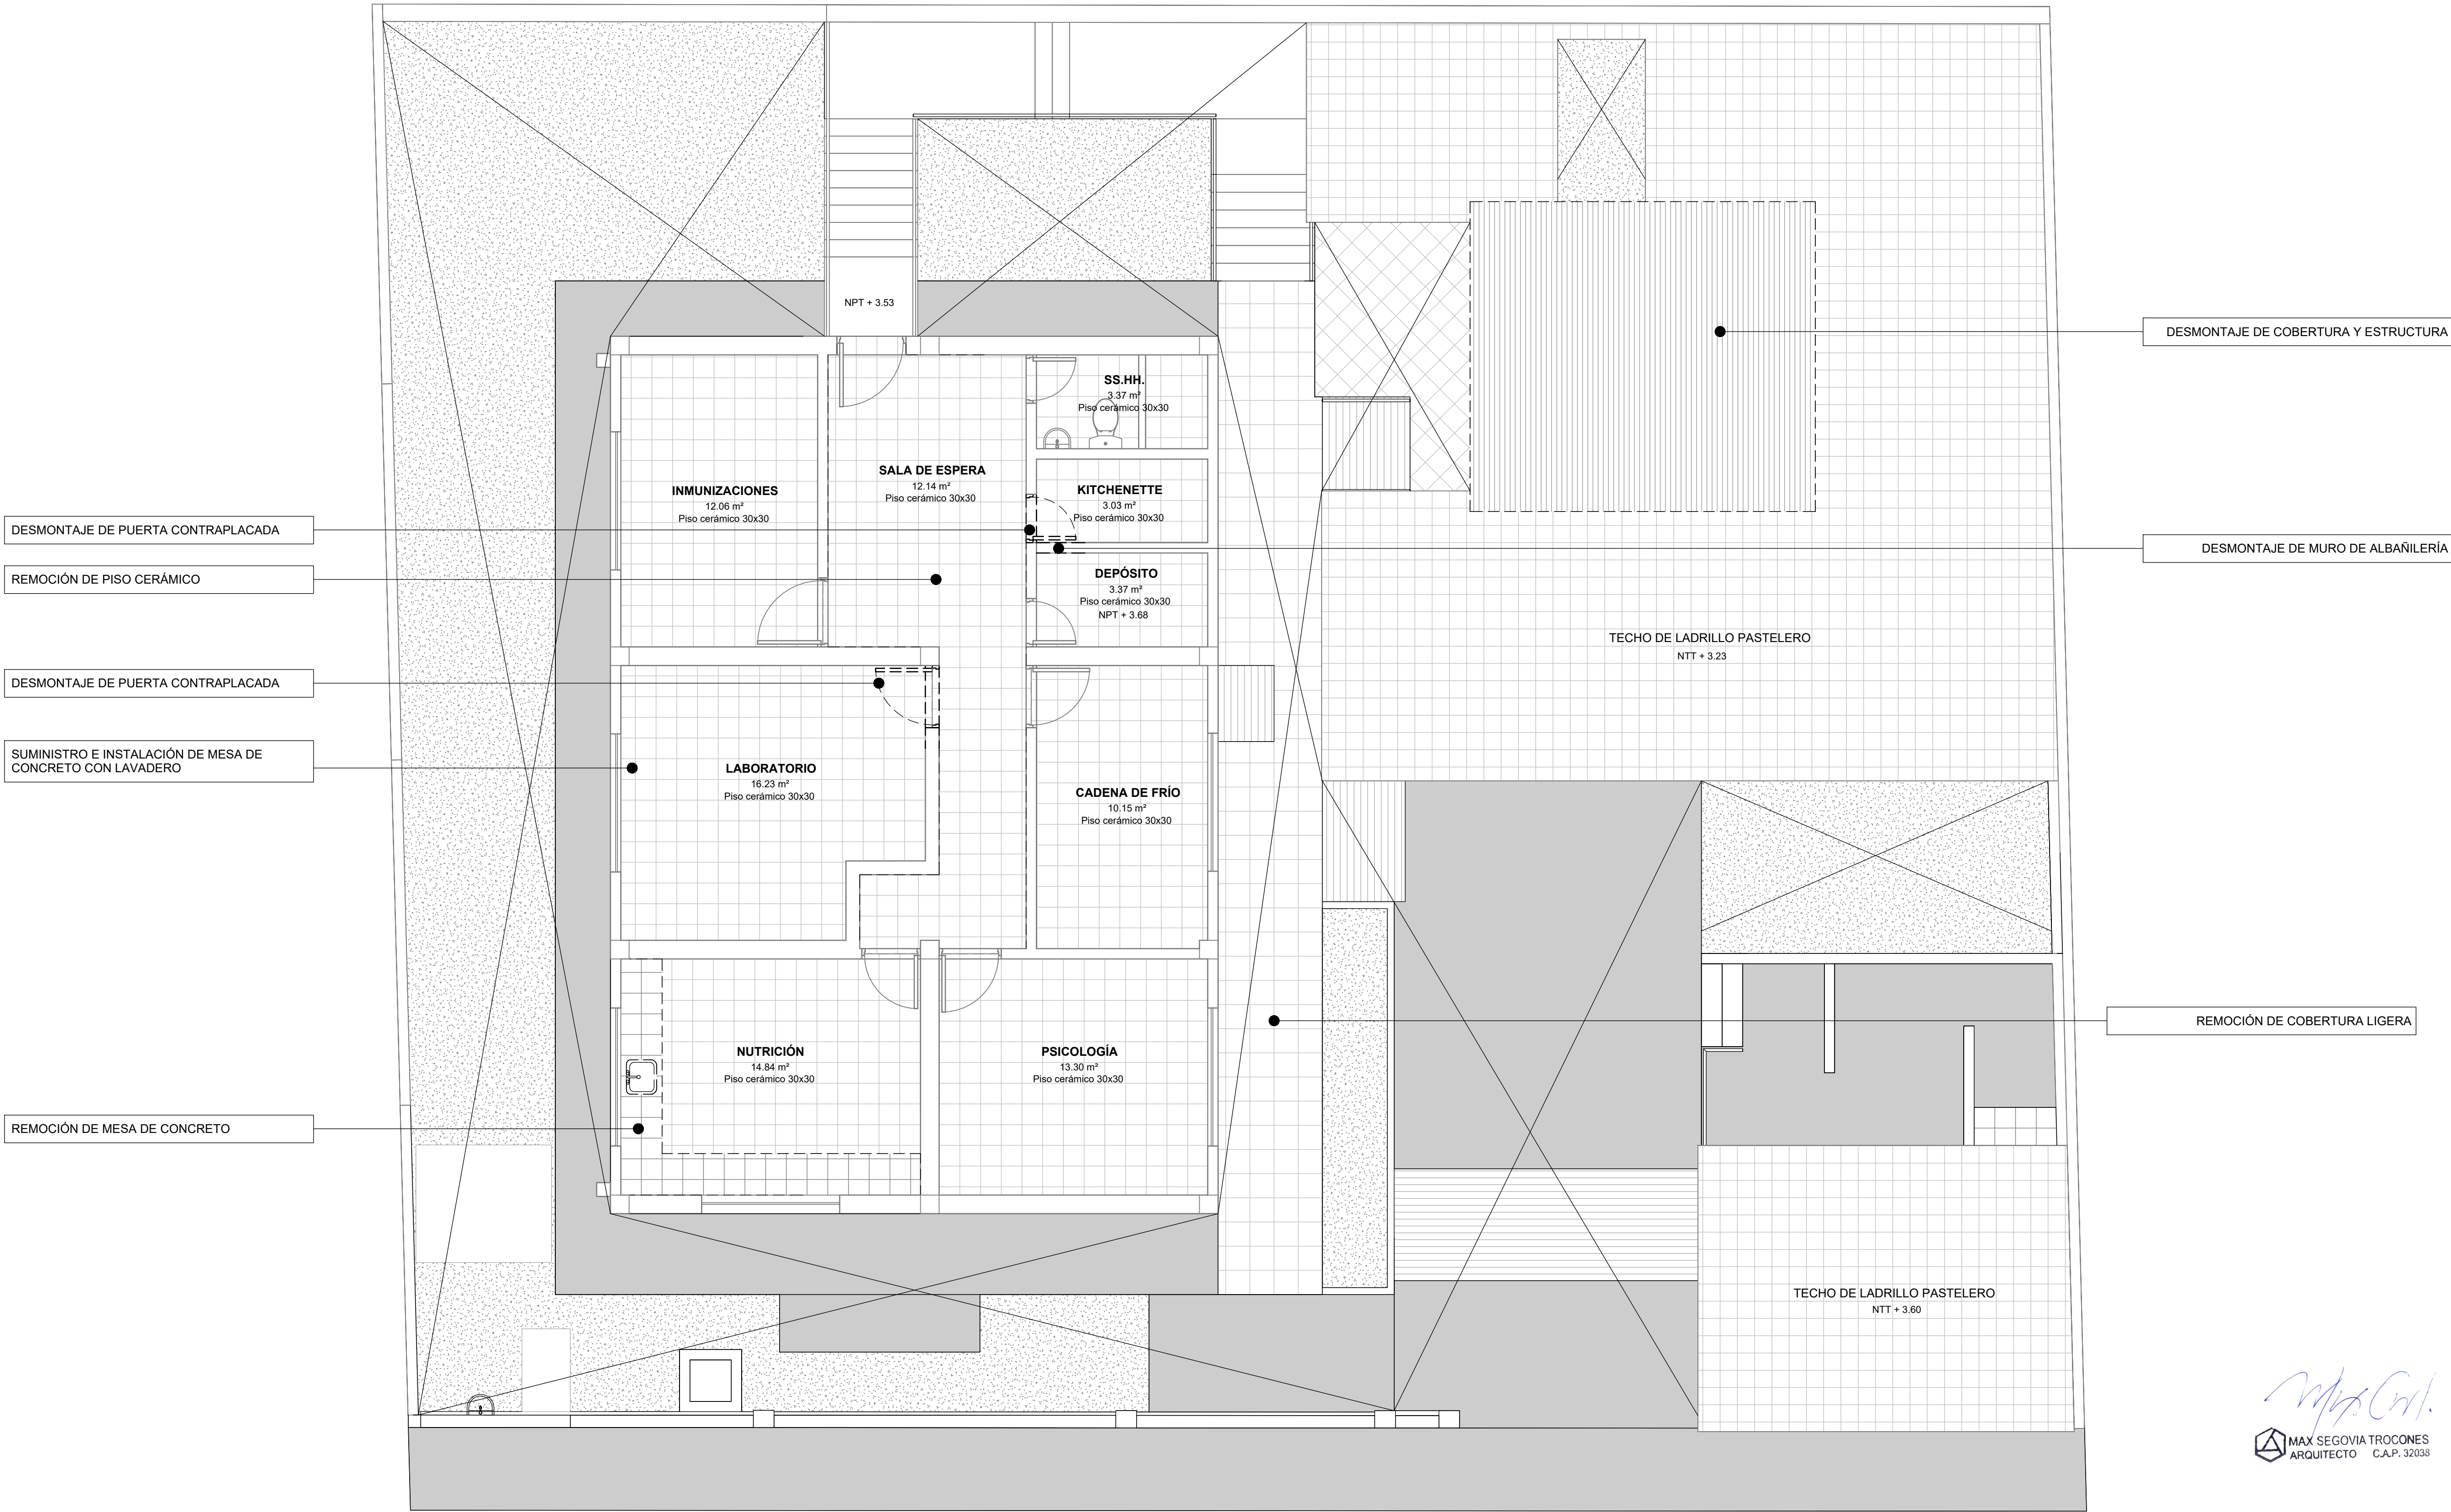 NPT + 3.53
DESMONTAJE DE COBERTURA Y ESTRUCTURA
SS.HH.
3.37 m²
Piso cerámico 30x30
SALA DE ESPERA
12.14 m²
Piso cerámico 30x30
INMUNIZACIONES
12.06 m²
Piso cerámico 30x30
KITCHENETTE
3.03 m²
Piso cerámico 30x30
DESMONTAJE DE PUERTA CONTRAPLACADA
DESMONTAJE DE MURO DE ALBAÑILERÍA
REMOCIÓN DE PISO CERÁMICO
DEPÓSITO
3.37 m²
Piso cerámico 30x30
NPT + 3.68
TECHO DE LADRILLO PASTELERO
NTT + 3.23
DESMONTAJE DE PUERTA CONTRAPLACADA
SUMINISTRO E INSTALACIÓN DE MESA DE
CONCRETO CON LAVADERO
LABORATORIO
16.23 m²
Piso cerámico 30x30
CADENA DE FRÍO
10.15 m²
Piso cerámico 30x30
REMOCIÓN DE COBERTURA LIGERA
NUTRICIÓN
14.84 m²
Piso cerámico 30x30
PSICOLOGÍA
13.30 m²
Piso cerámico 30x30
REMOCIÓN DE MESA DE CONCRETO
TECHO DE LADRILLO PASTELERO
NTT + 3.60
MAX SEGOVIA TROCONES
ARQUITECTO C.A.P. 32038